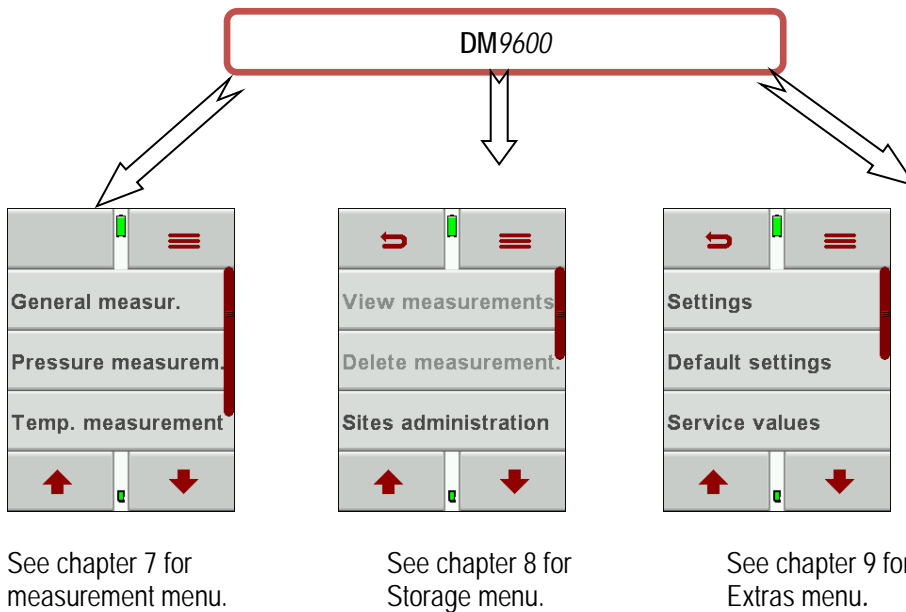 DM9600
General measur.
Pressure measurem.
Temp. measurement
View measurements
Delete measurement.
Sites administration
Settings
Default settings
Service values
See chapter 7 for
measurement menu.
See chapter 8 for
Storage menu.
See chapter 9 for
Extras menu.